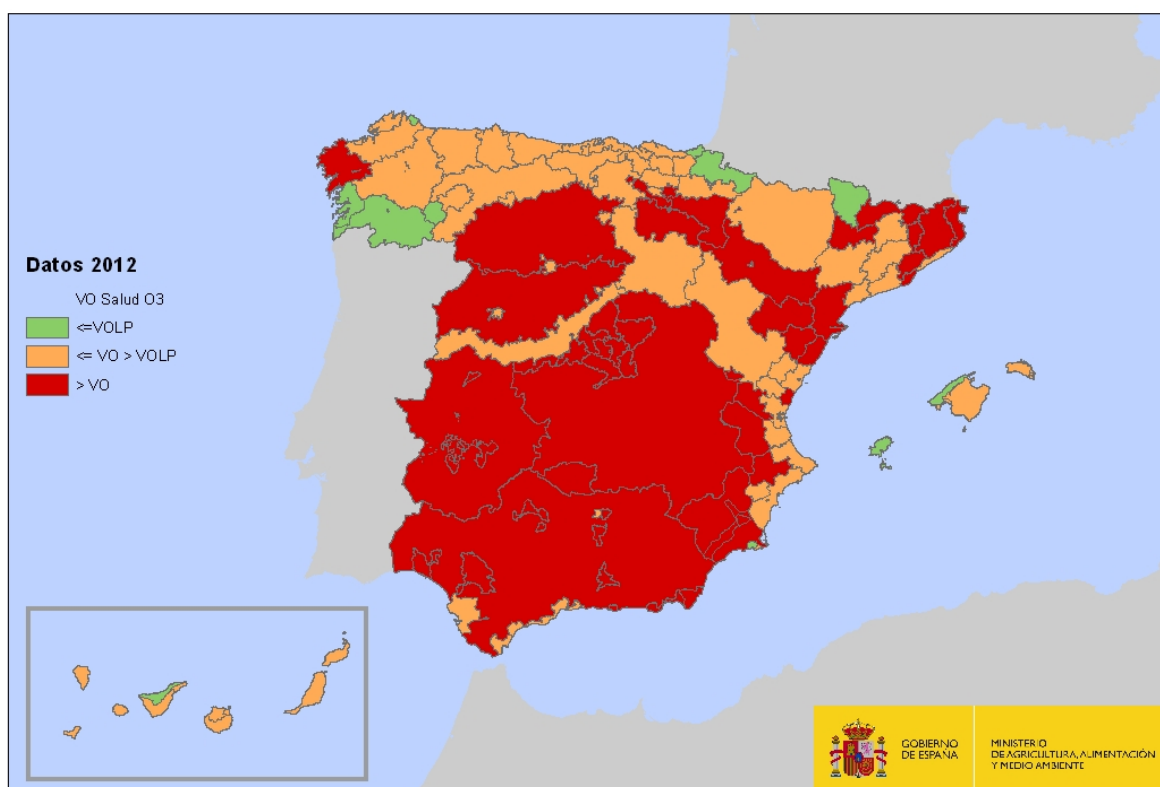 Datos 2012
VO Salud O3
<=VOLP
<= VO > VOLP
> VO
GOBIERNO
DE ESPAÑA
MINISTERIO
DE AGRICULTURA, ALIMENTACIÓN
Y MEDIO AMBIENTE